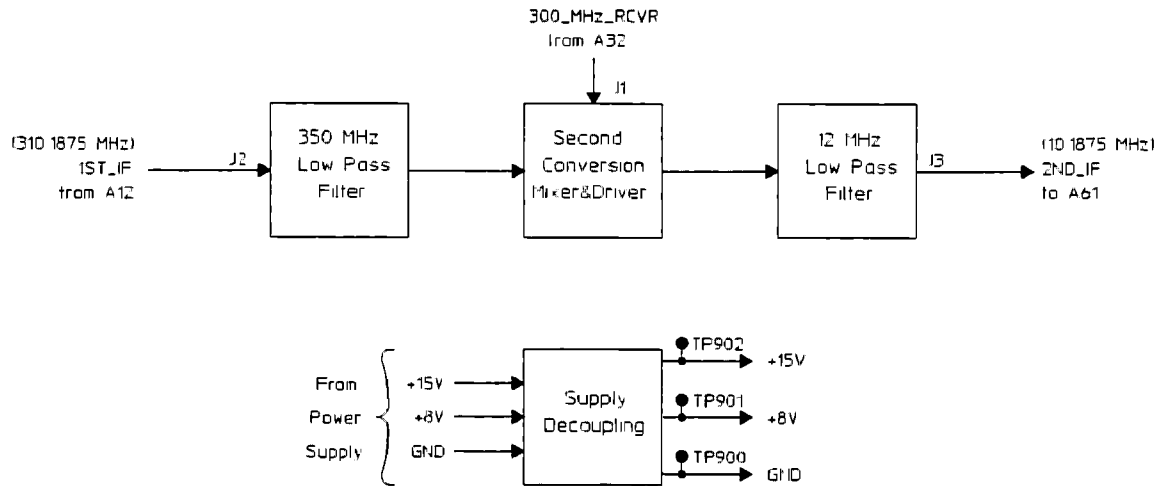 300_MHz_RCVR
from A32
J1
(310.1875 MHz)
1ST_IF
from A12
J2
350 MHz
Low Pass
Filter
Second
Conversion
Mixer&Driver
12 MHz
Low Pass
Filter
J3
(10.1875 MHz)
2ND_IF
to A61
From
Power
Supply
+15V
+8V
GND
Supply
Decoupling
TP902
+15V
TP901
+8V
TP900
GND